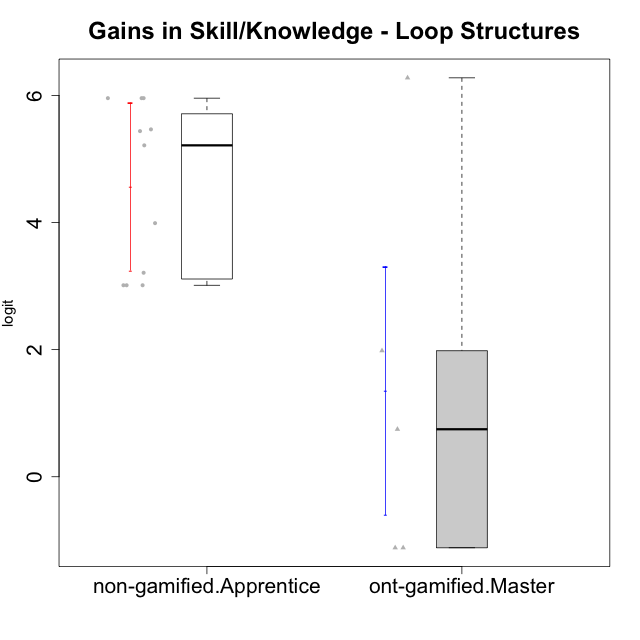 Gains in Skill/Knowledge - Loop Structures
6
4
2
0
logit
non-gamified.Apprentice ont-gamified.Master